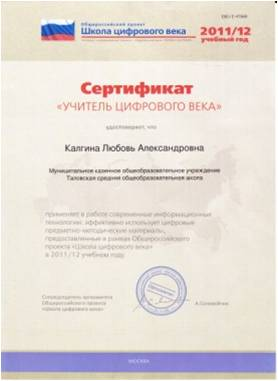 Общероссийский проект
Школа цифрового века
2011/12
учебный год
Сертификат
«УЧИТЕЛЬ ЦИФРОВОГО ВЕКА»
удостоверяет, что
Калгина Любовь Александровна
Муниципальное казенное общеобразовательное учреждение
Таловская средняя общеобразовательная школа
применяет в работе современные информационные
технологии, эффективно использует цифровые
предметно-методические материалы,
предоставленные в рамках Общероссийского
проекта «Школа цифрового века»
в 2011/12 учебном году
Сопредседатель оргкомитета
Общероссийского проекта
«Школа цифрового века»
А.Соловейчик
МОСКВА